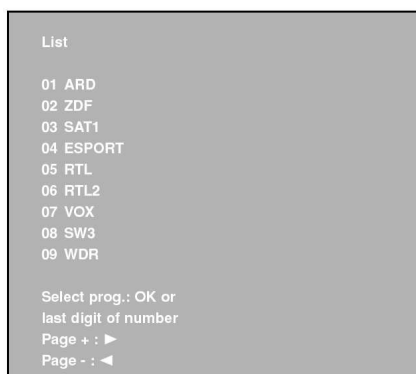 List
01 ARD
02 ZDF
03 SAT1
04 ESPORT
05 RTL
06 RTL2
07 VOX
08 SW3
09 WDR
Select prog.: OK or
last digit of number
Page + : ▶
Page - : ◀